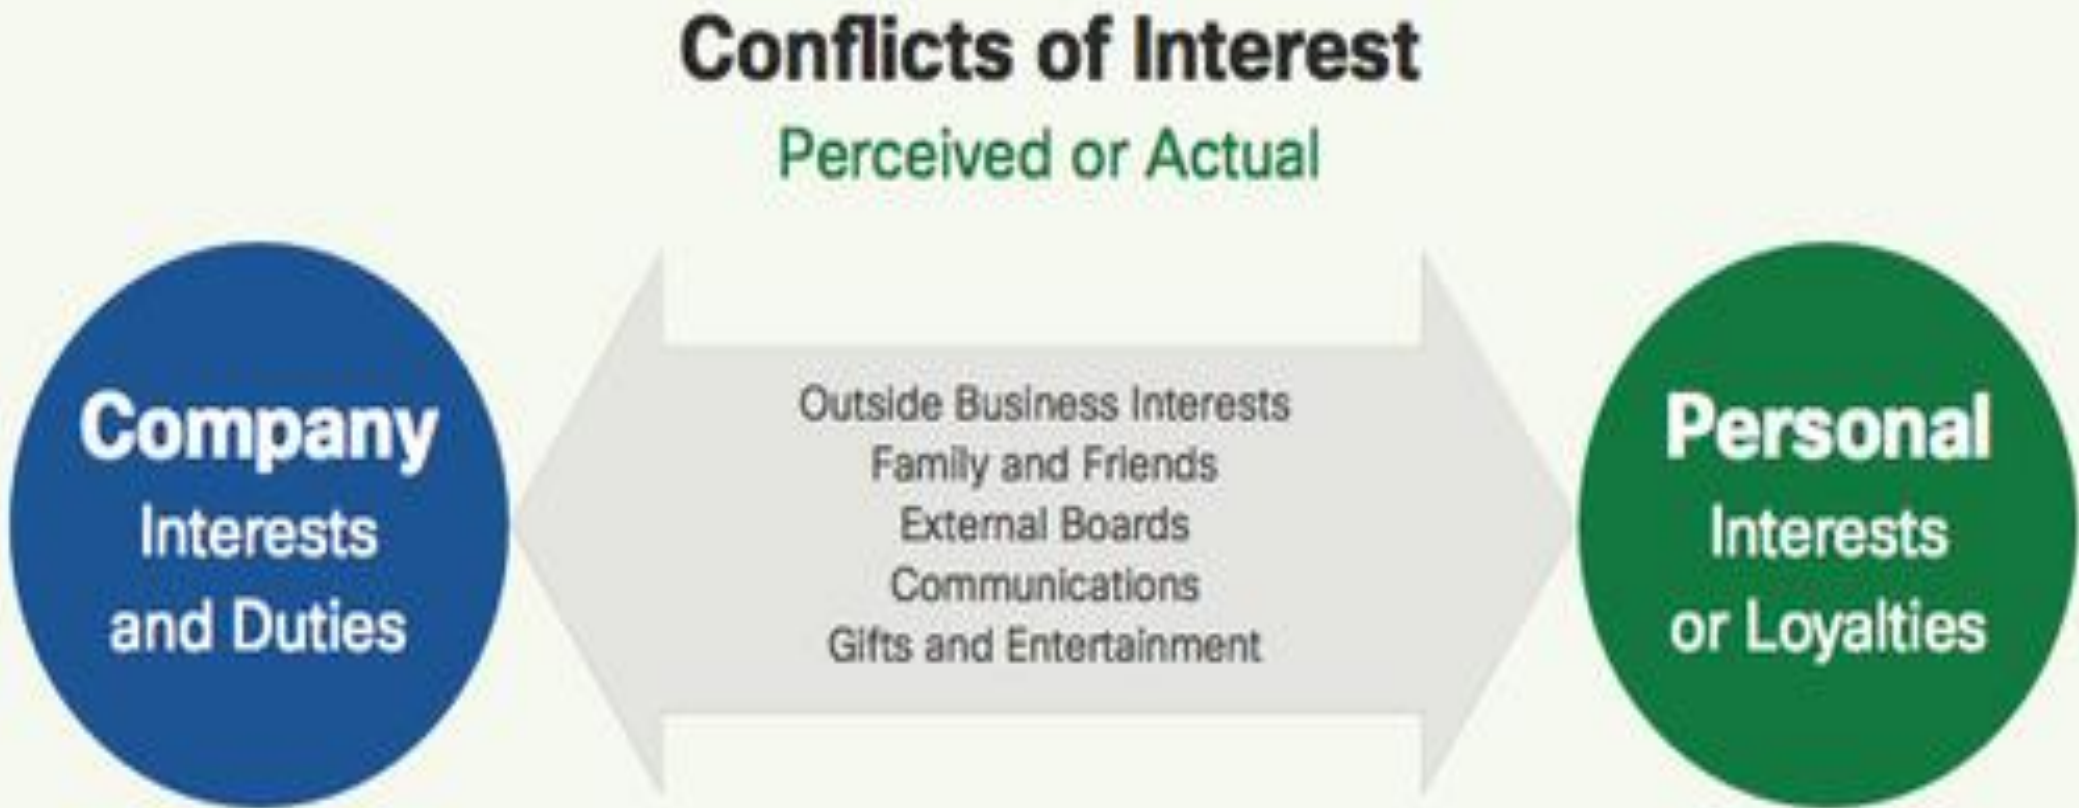 Conflicts of Interest
Perceived or Actual
Company
Interests
and Duties
Outside Business Interests
Family and Friends
External Boards
Communications
Gifts and Entertainment
Personal
Interests
or Loyalties